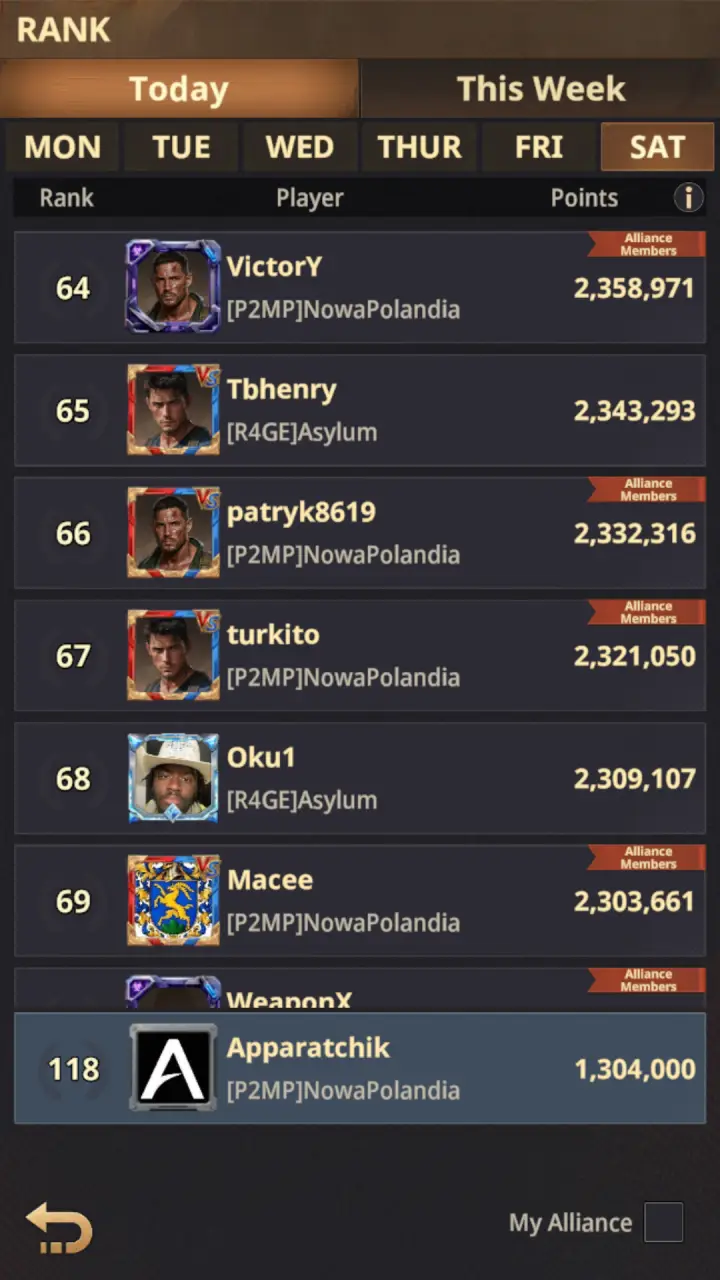 RANK
Today This Week
MON TUE WED THUR FRI SAT
Rank Player Points i
Alliance
Members
64 VictorY 2,358,971
[P2MP]NowaPolandia
65 Tbhenry 2,343,293
[R4GE]Asylum
Alliance
Members
66 patryk8619 2,332,316
[P2MP]NowaPolandia
Alliance
Members
67 turkito 2,321,050
[P2MP]NowaPolandia
68 Oku1 2,309,107
[R4GE]Asylum
Alliance
Members
69 Macee 2,303,661
[P2MP]NowaPolandia
Alliance
Members
WeaponX
118 Apparatchik 1,304,000
[P2MP]NowaPolandia
My Alliance